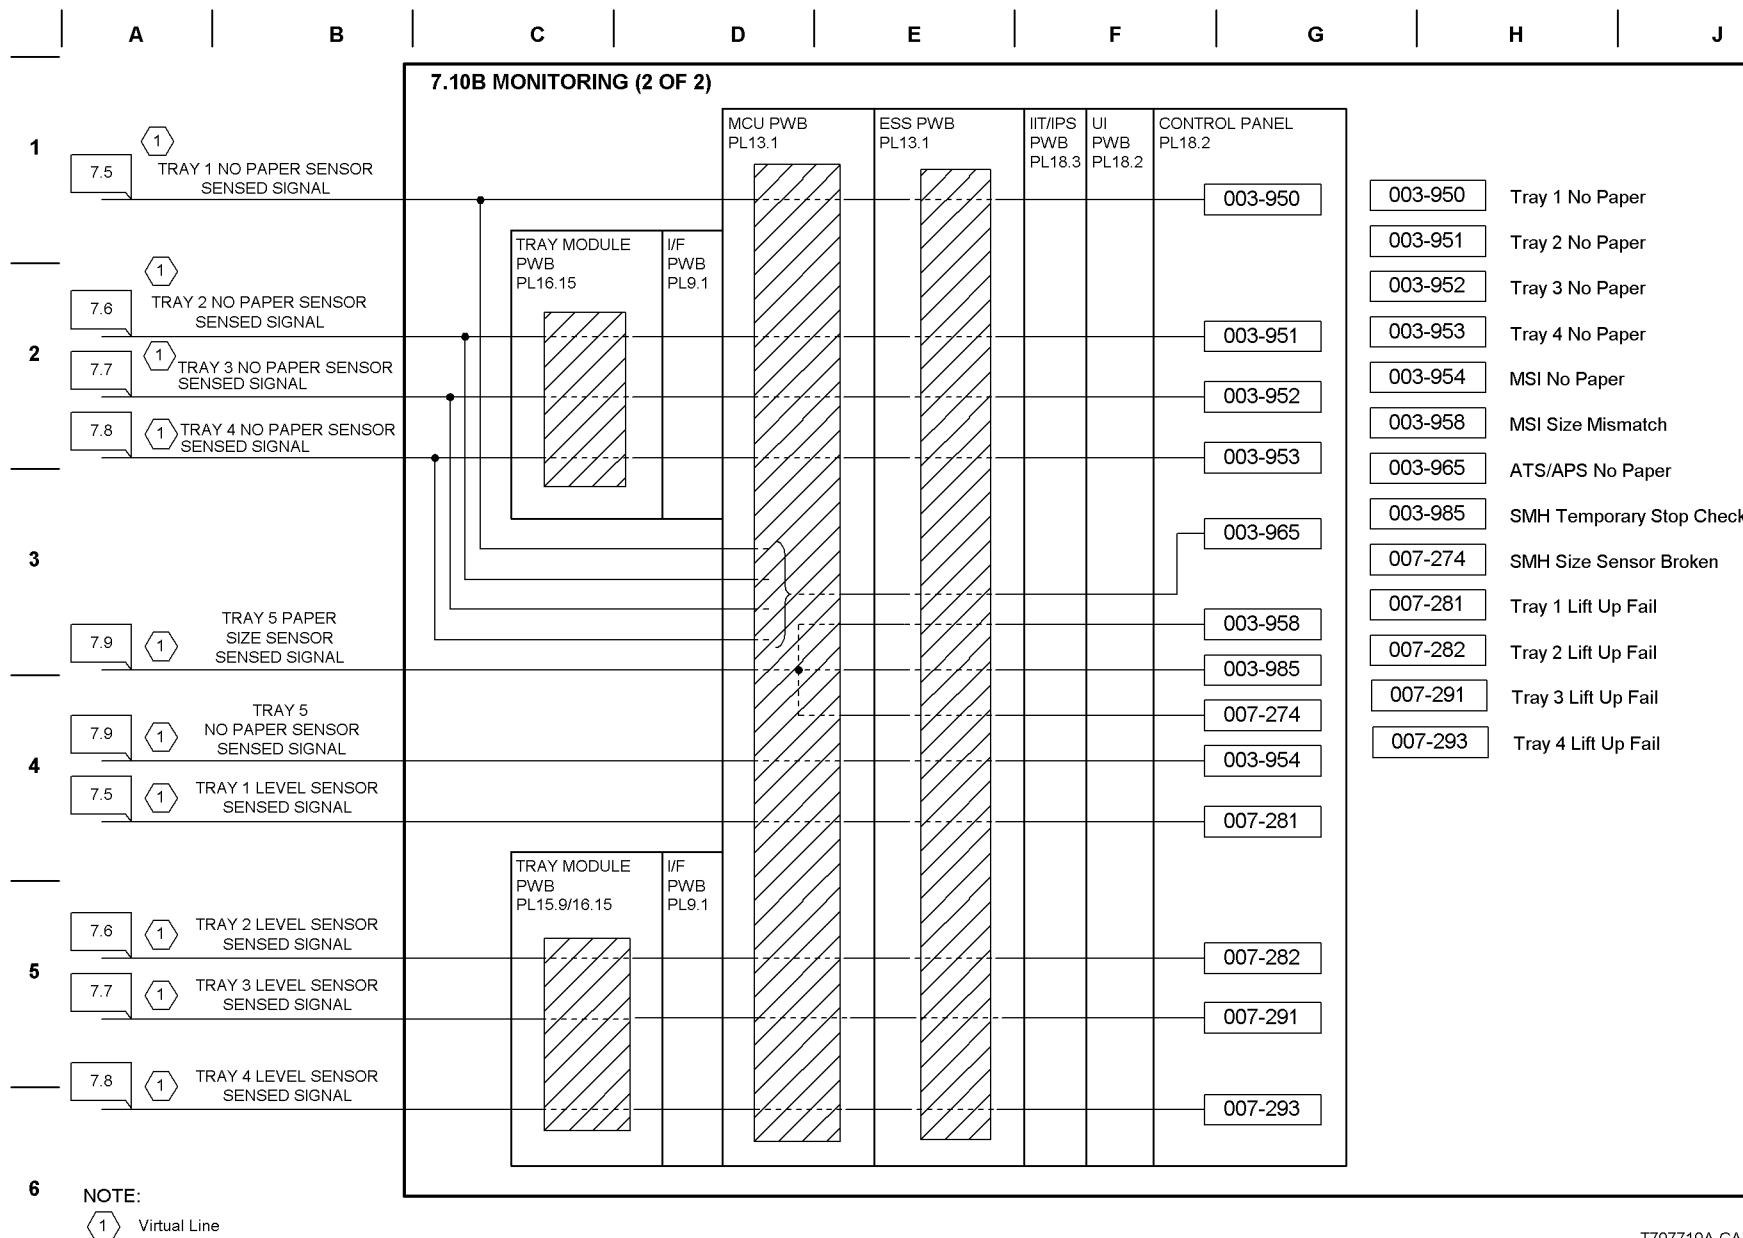 A B C D E F G H J
7.10B MONITORING (2 OF 2)
1
2
3
4
5
6
MCU PWB
PL13.1
ESS PWB
PL13.1
IIT/IPS
PWB
PL18.3
UI
PWB
PL18.2
CONTROL PANEL
PL18.2
1
7.5
TRAY 1 NO PAPER SENSOR
SENSED SIGNAL
003-950
TRAY MODULE
PWB
PL16.15
I/F
PWB
PL9.1
1
7.6
TRAY 2 NO PAPER SENSOR
SENSED SIGNAL
003-951
7.7
1
TRAY 3 NO PAPER SENSOR
SENSED SIGNAL
003-952
7.8
1
TRAY 4 NO PAPER SENSOR
SENSED SIGNAL
003-953
003-965
003-958
7.9
1
TRAY 5 PAPER
SIZE SENSOR
SENSED SIGNAL
003-985
007-274
7.9
1
TRAY 5
NO PAPER SENSOR
SENSED SIGNAL
003-954
7.5
1
TRAY 1 LEVEL SENSOR
SENSED SIGNAL
007-281
TRAY MODULE
PWB
PL15.9/16.15
I/F
PWB
PL9.1
7.6
1
TRAY 2 LEVEL SENSOR
SENSED SIGNAL
007-282
7.7
1
TRAY 3 LEVEL SENSOR
SENSED SIGNAL
007-291
7.8
1
TRAY 4 LEVEL SENSOR
SENSED SIGNAL
007-293
003-950 Tray 1 No Paper
003-951 Tray 2 No Paper
003-952 Tray 3 No Paper
003-953 Tray 4 No Paper
003-954 MSI No Paper
003-958 MSI Size Mismatch
003-965 ATS/APS No Paper
003-985 SMH Temporary Stop Check
007-274 SMH Size Sensor Broken
007-281 Tray 1 Lift Up Fail
007-282 Tray 2 Lift Up Fail
007-291 Tray 3 Lift Up Fail
007-293 Tray 4 Lift Up Fail
NOTE:
1 Virtual Line